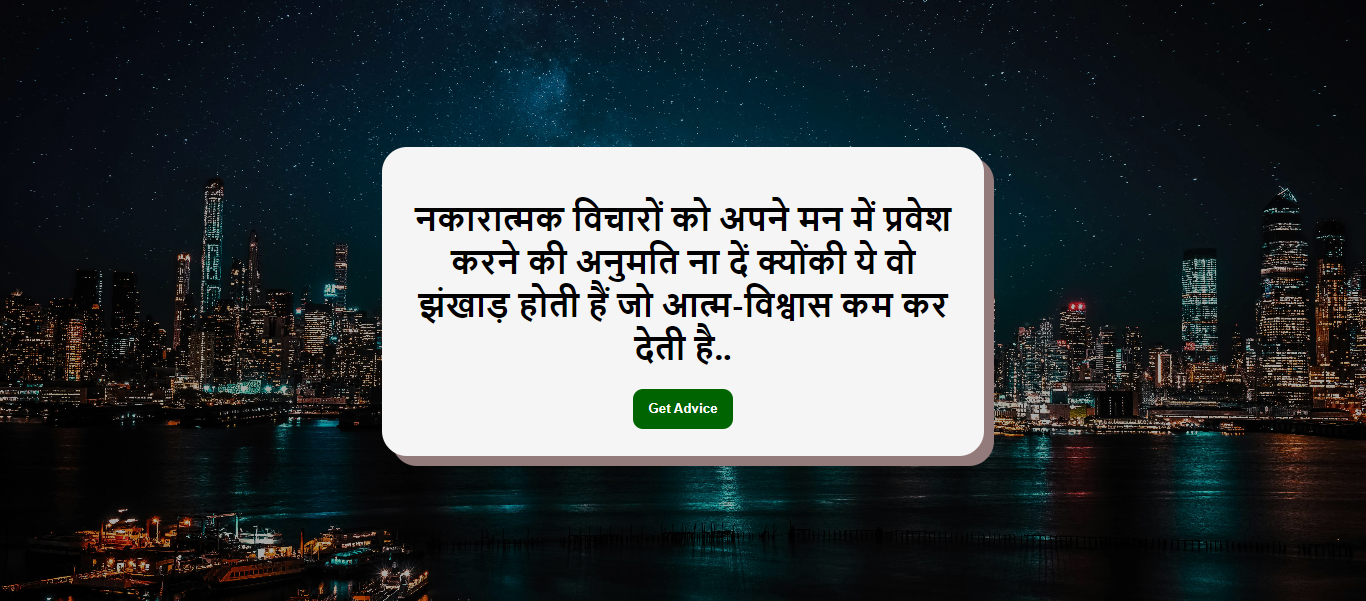 नकारात्मक विचारों को अपने मन में प्रवेश
करने की अनुमति ना दें क्योंकी ये वो
झंखाड़ होती हैं जो आत्म-विश्वास कम कर
देती है..
Get Advice